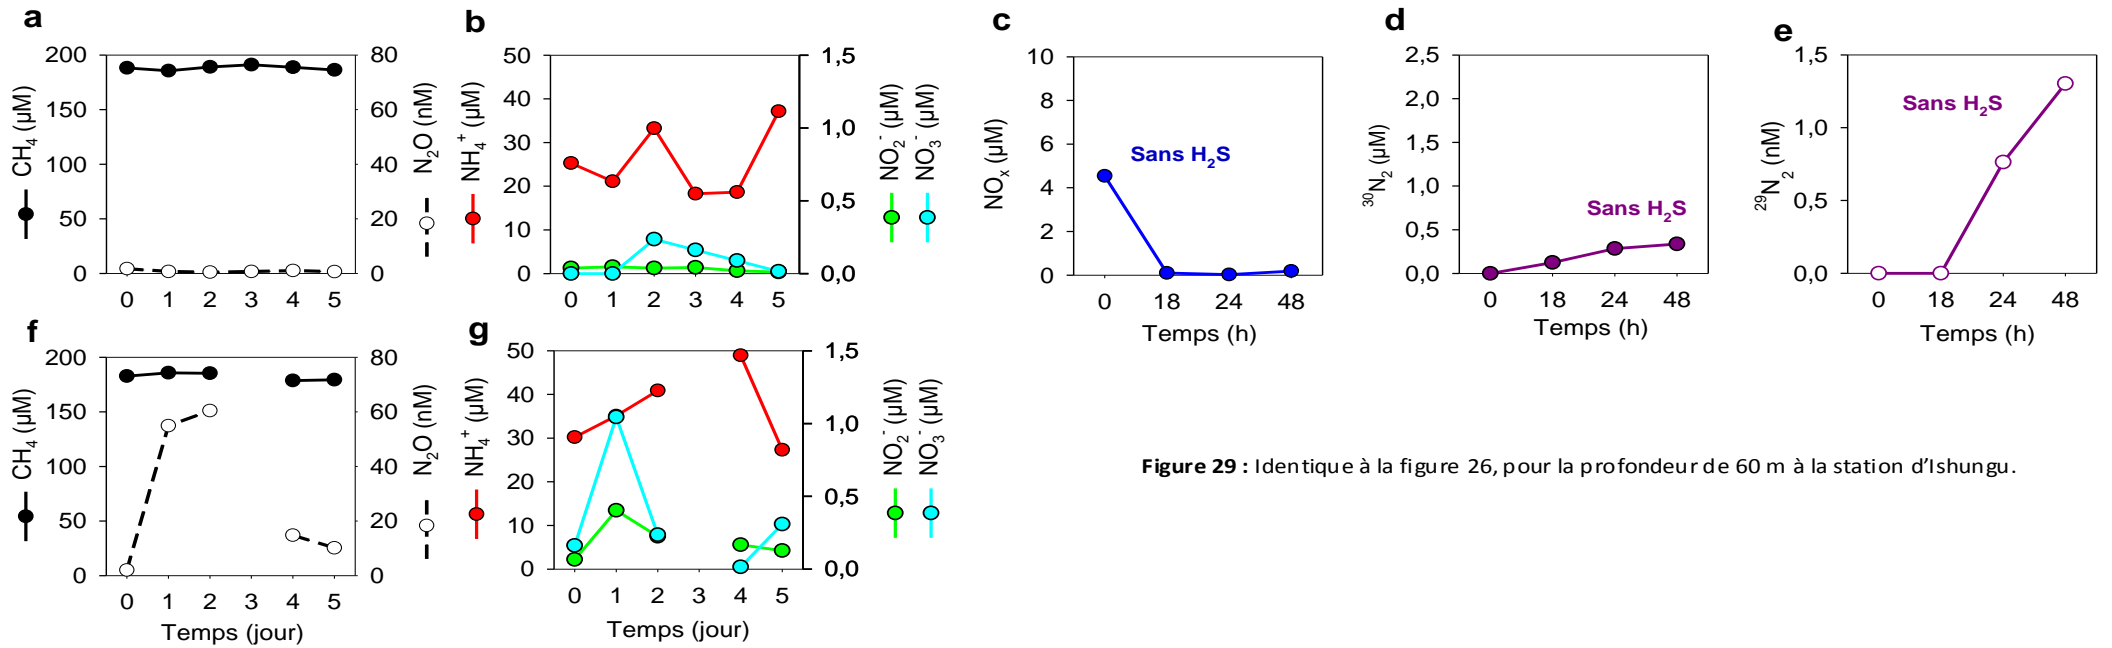 a
200
150
100
50
0
CH4 (µM)
80
60
40
20
0
N2O (nM)
0 1 2 3 4 5
b
50
40
30
20
10
0
NH4+ (µM)
1,5
1,0
0,5
0,0
NO2- (µM)
NO3- (µM)
0 1 2 3 4 5
c
10
8
6
4
2
0
NOx (µM)
Sans H2S
0 18 24 48
Temps (h)
d
2,5
2,0
1,5
1,0
0,5
0,0
30N2 (µM)
Sans H2S
0 18 24 48
Temps (h)
e
1,5
1,0
0,5
0,0
29N2 (nM)
Sans H2S
0 18 24 48
Temps (h)
f
200
150
100
50
0
CH4 (µM)
80
60
40
20
0
N2O (nM)
0 1 2 3 4 5
Temps (jour)
g
50
40
30
20
10
0
NH4+ (µM)
1,5
1,0
0,5
0,0
NO2- (µM)
NO3- (µM)
0 1 2 3 4 5
Temps (jour)
Figure 29 : Identique à la figure 26, pour la profondeur de 60 m à la station d'Ishungu.